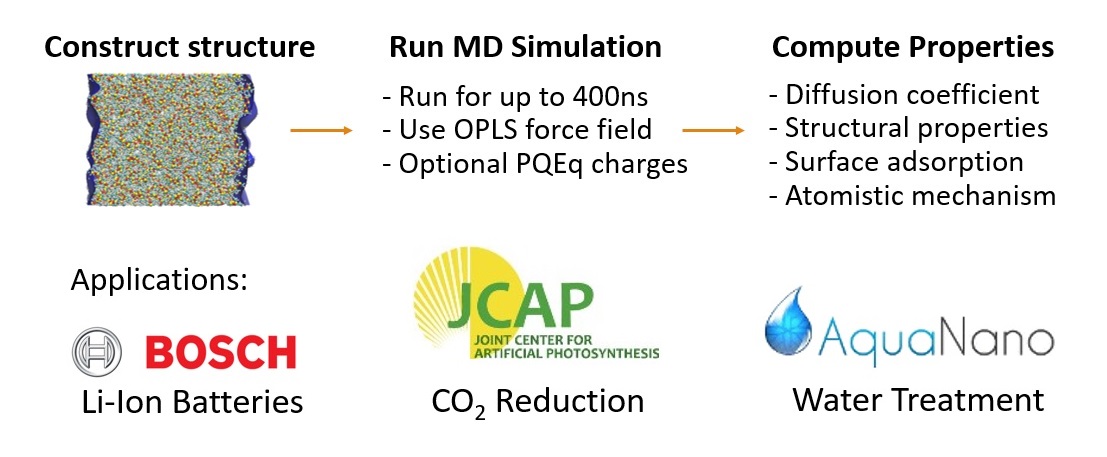 Construct structure
Run MD Simulation
- Run for up to 400ns
- Use OPLS force field
- Optional PQEq charges
Compute Properties
- Diffusion coefficient
- Structural properties
- Surface adsorption
- Atomistic mechanism
Applications:
BOSCH
Li-Ion Batteries
JCAP
JOINT CENTER FOR
ARTIFICIAL PHOTOSYNTHESIS
CO₂ Reduction
AquaNano
Water Treatment